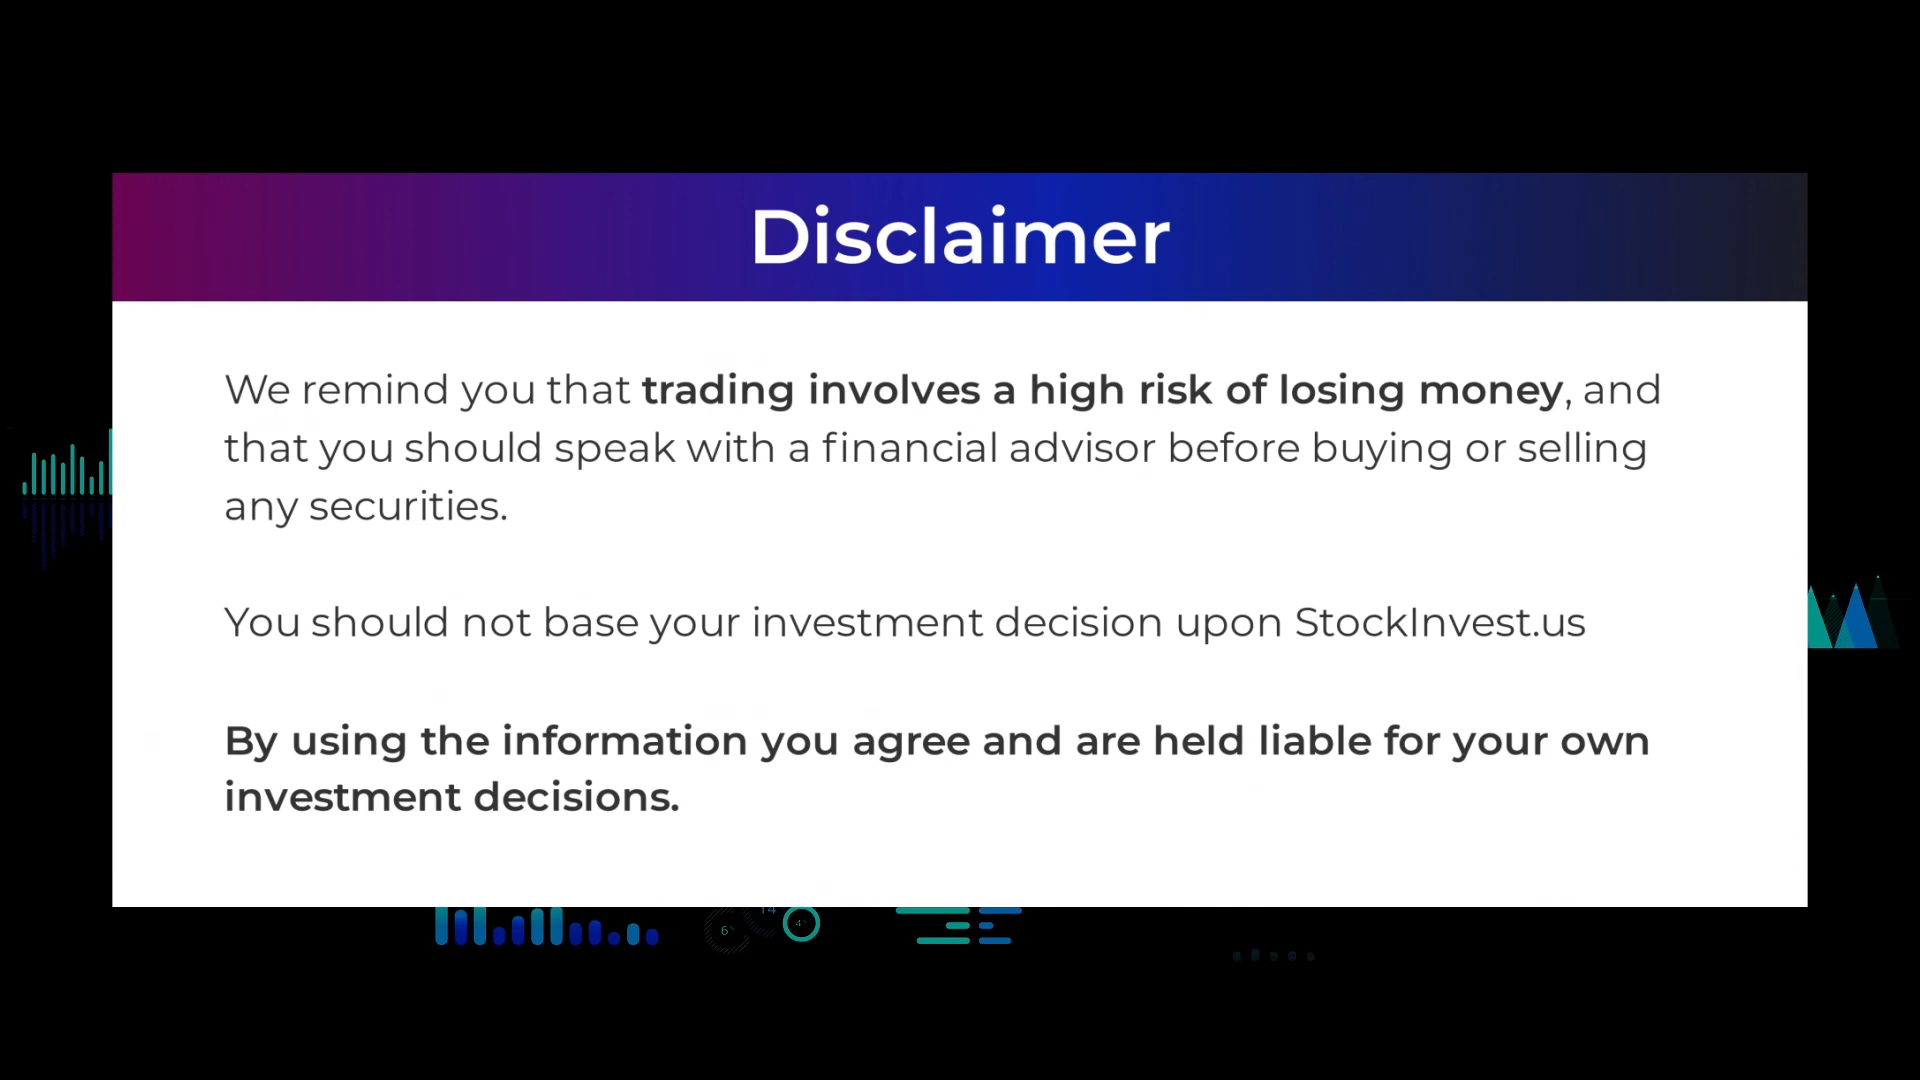 Disclaimer
We remind you that trading involves a high risk of losing money, and
that you should speak with a financial advisor before buying or selling
any securities.
You should not base your investment decision upon StockInvest.us
By using the information you agree and are held liable for your own
investment decisions.